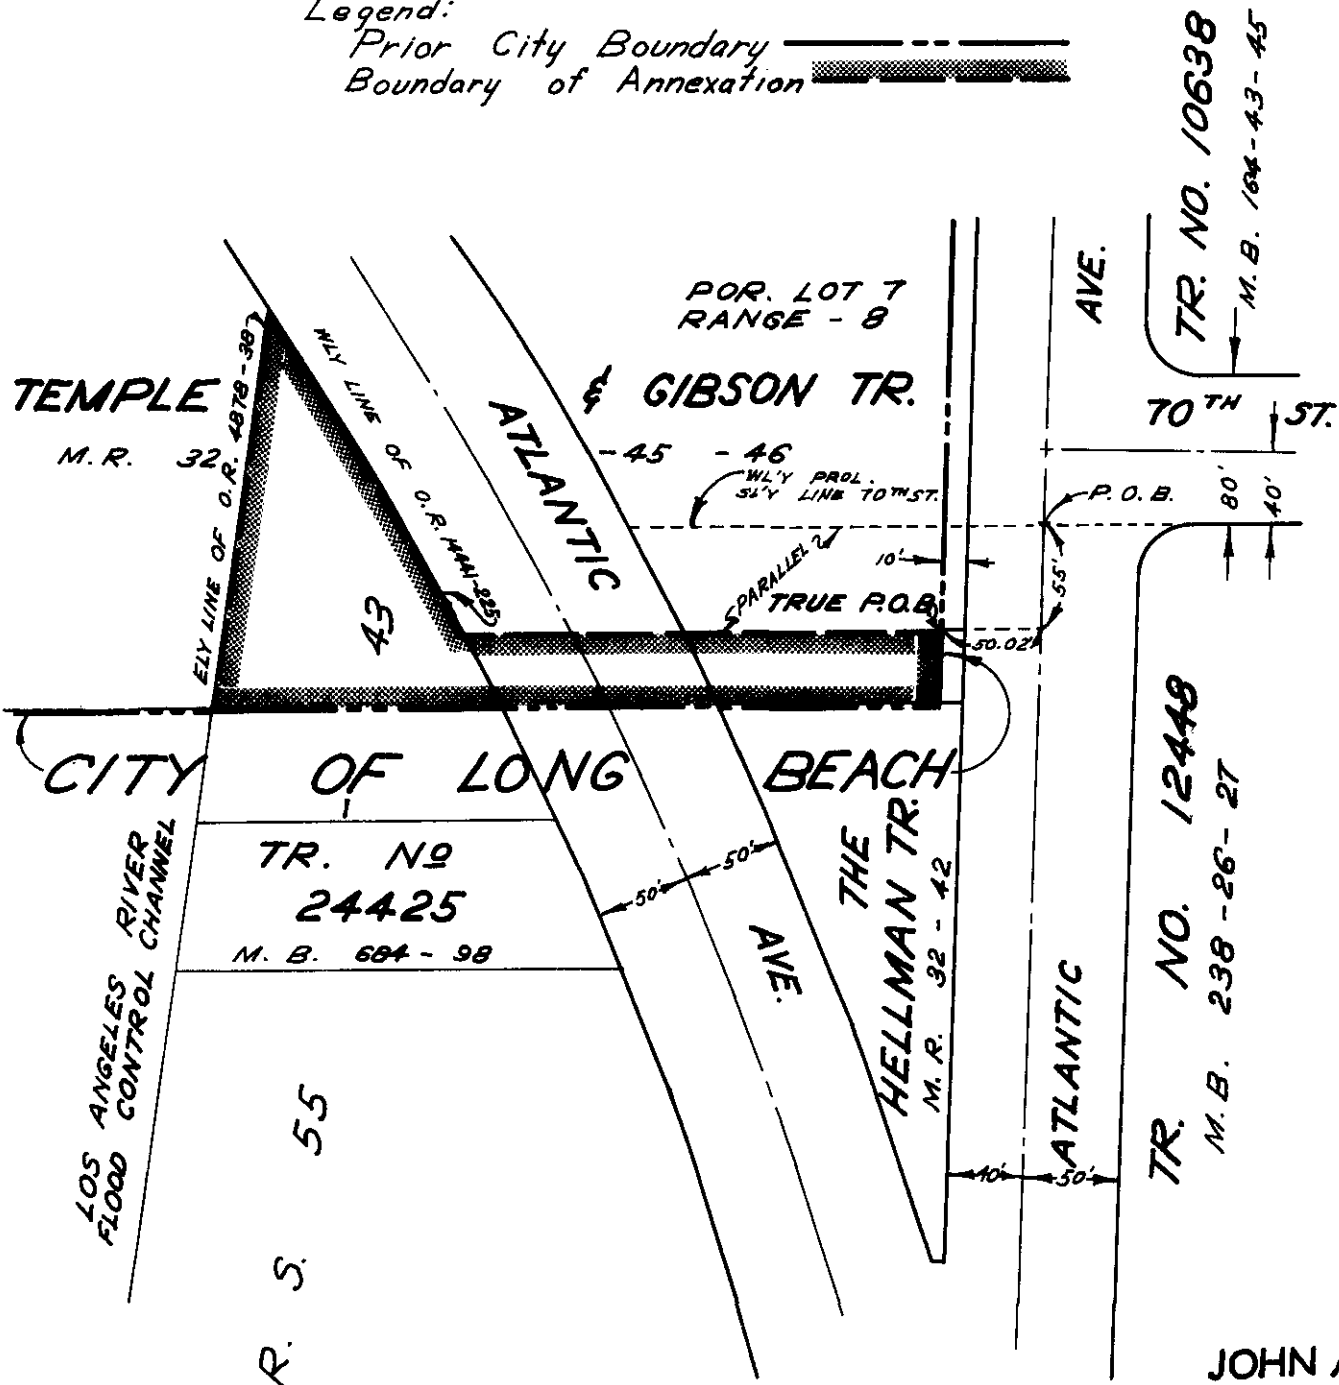 Legend:
Prior City Boundary
Boundary of Annexation
TR. NO. 10638
M. B. 164 - 43 - 45
POR. LOT 7
RANGE - 8
AVE.
TEMPLE & GIBSON TR.
M. R. 32 - 45 - 46
70TH ST.
ELY LINE OF O.R. 4878-38
WLY LINE OF O.R. 14441-225
ATLANTIC
WL'Y PROL.
SL'Y LINE 70TH ST.
P. O. B.
80'
40'
10'
55'
PARALLEL
TRUE P.O.B.
50.02'
43
CITY OF LONG BEACH
1
TR. NO
24425
M. B. 684 - 98
50'
50'
AVE.
THE
HELLMAN TR.
M. R. 32 - 42
LOS ANGELES RIVER
FLOOD CONTROL CHANNEL
ATLANTIC
TR. NO. 12448
M. B. 238 - 26 - 27
40'
50'
R. S. 55
JOHN